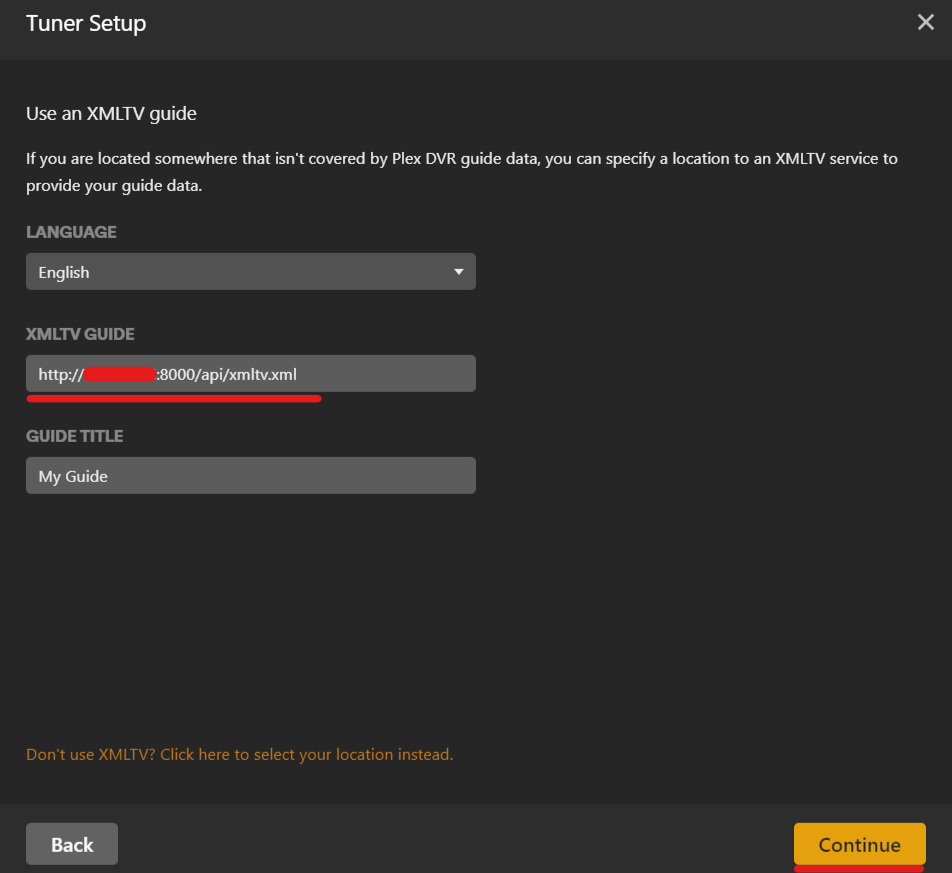 Tuner Setup
Use an XMLTV guide
If you are located somewhere that isn't covered by Plex DVR guide data, you can specify a location to an XMLTV service to
provide your guide data.
LANGUAGE
English
XMLTV GUIDE
http:// :8000/api/xmltv.xml
GUIDE TITLE
My Guide
Don't use XMLTV? Click here to select your location instead.
Back
Continue